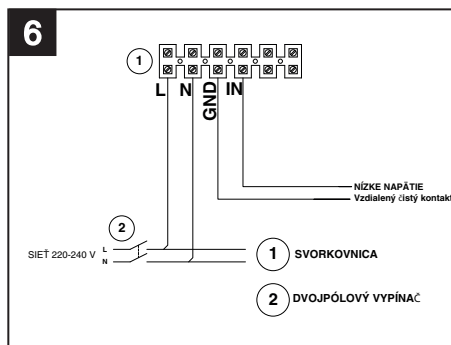 6
1
L N GND IN
NÍZKE NAPÄTIE
Vzdialený čistý kontakt
2
SIEŤ 220-240 V L
N
1 SVORKOVNICA
2 DVOJPÓLOVÝ VYPÍNAČ